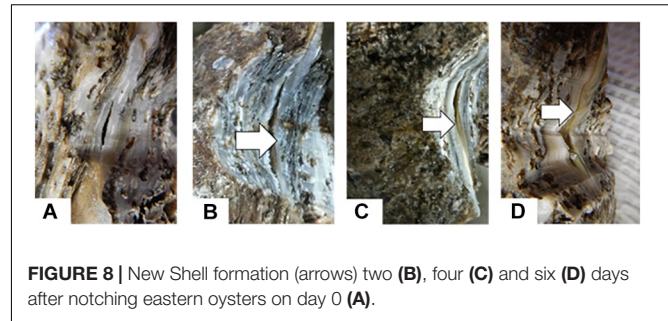 A
B
C
D
FIGURE 8 | New Shell formation (arrows) two (B), four (C) and six (D) days
after notching eastern oysters on day 0 (A).